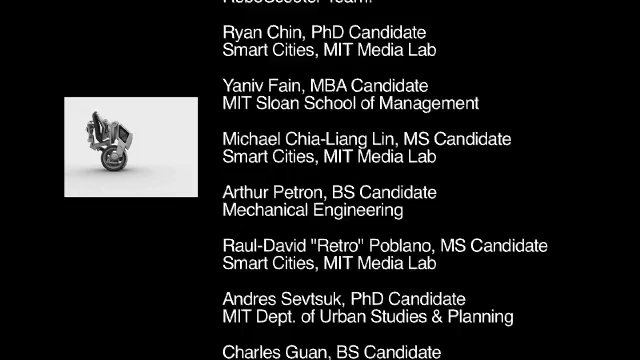 RoboScooter Team:
Ryan Chin, PhD Candidate
Smart Cities, MIT Media Lab
Yaniv Fain, MBA Candidate
MIT Sloan School of Management
Michael Chia-Liang Lin, MS Candidate
Smart Cities, MIT Media Lab
Arthur Petron, BS Candidate
Mechanical Engineering
Raul-David "Retro" Poblano, MS Candidate
Smart Cities, MIT Media Lab
Andres Sevtsuk, PhD Candidate
MIT Dept. of Urban Studies & Planning
Charles Guan, BS Candidate